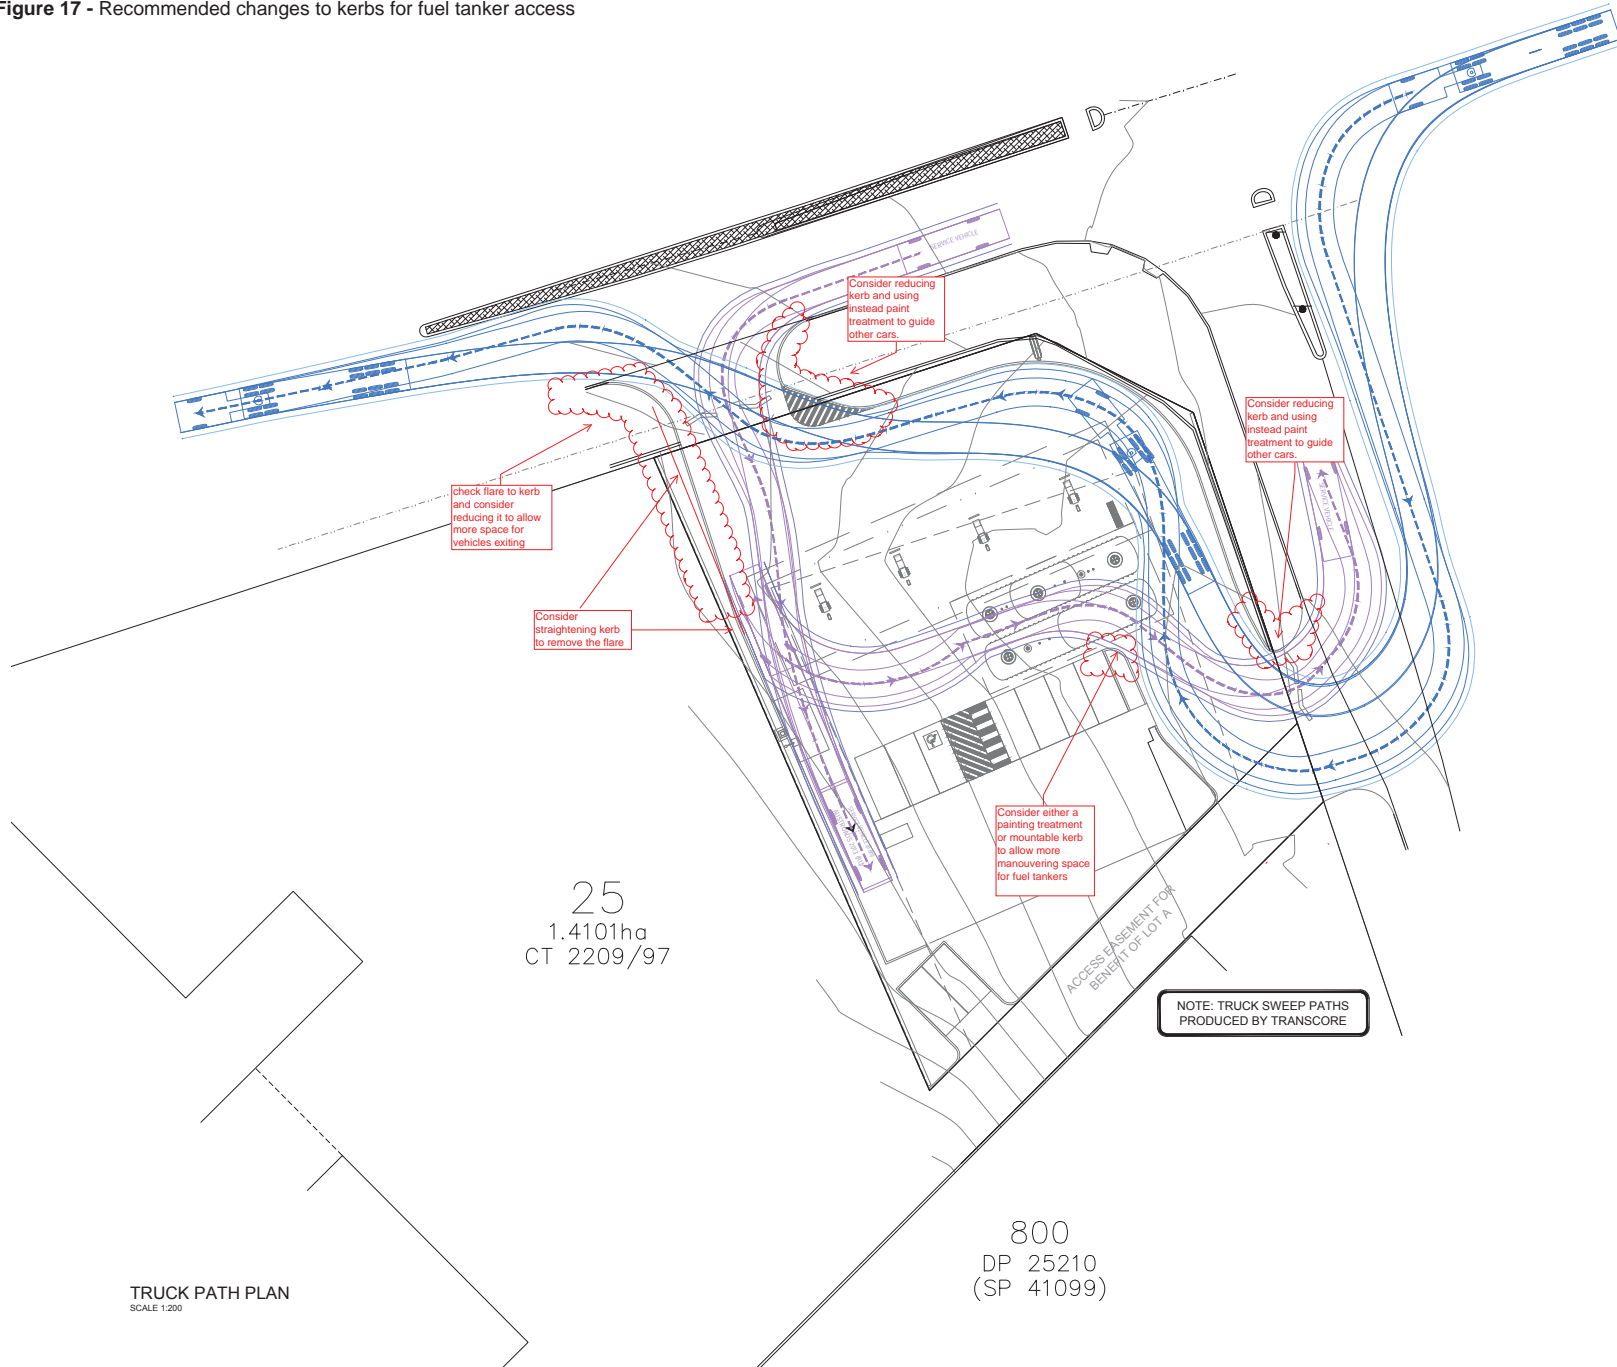 Figure 17 - Recommended changes to kerbs for fuel tanker access
D
D
SERVICE VEHICLE
Consider reducing
kerb and using
instead paint
treatment to guide
other cars.
Consider reducing
kerb and using
instead paint
treatment to guide
other cars.
SERVICE VEHICLE
check flare to kerb
and consider
reducing it to allow
more space for
vehicles exiting
Consider
straightening kerb
to remove the flare
Consider either a
painting treatment
or mountable kerb
to allow more
manouvering space
for fuel tankers
25
1.4101ha
CT 2209/97
ACCESS EASEMENT FOR
BENEFIT OF LOT A
NOTE: TRUCK SWEEP PATHS
PRODUCED BY TRANSCORE
800
DP 25210
(SP 41099)
TRUCK PATH PLAN
SCALE 1:200